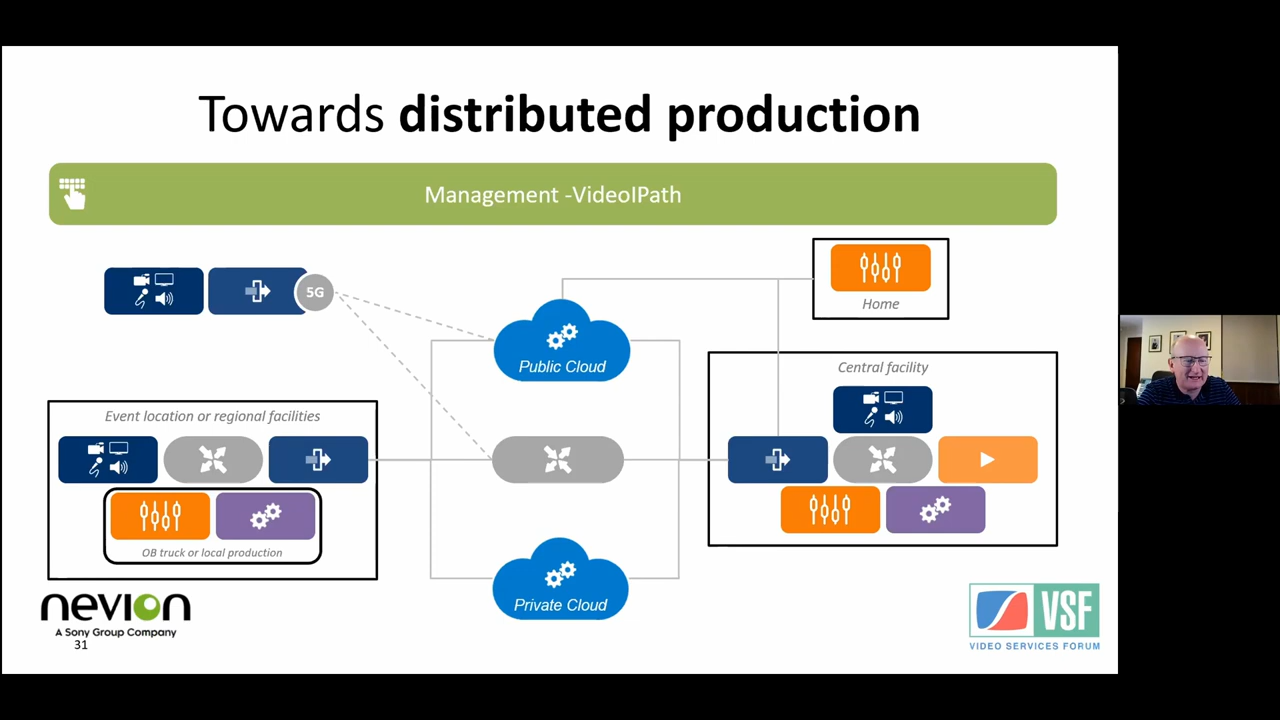 Towards distributed production
Management -VideoIPath
5G
Home
Public Cloud
Central facility
Event location or regional facilities
OB truck or local production
Private Cloud
nevion
A Sony Group Company
31
VSF
VIDEO SERVICES FORUM